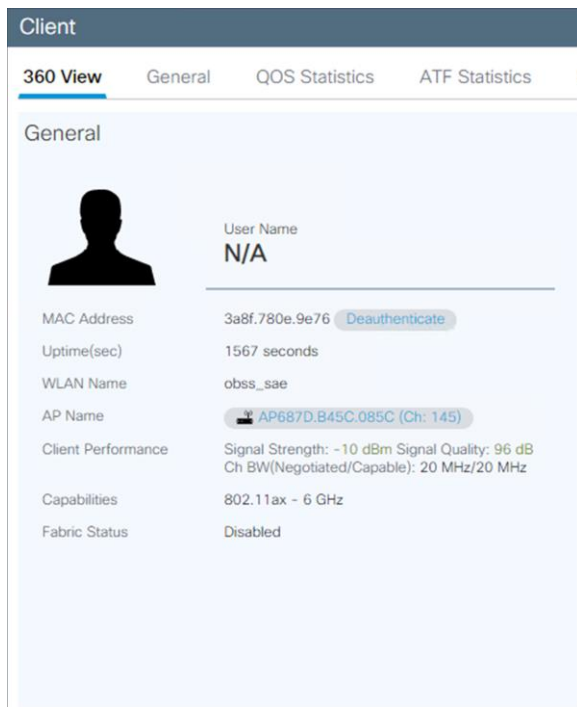 Client
360 View General QOS Statistics ATF Statistics
General
User Name
N/A
MAC Address 3a8f.780e.9e76 Deauthenticate
Uptime(sec) 1567 seconds
WLAN Name obss_sae
AP Name AP687D.B45C.085C (Ch: 145)
Client Performance Signal Strength: -10 dBm Signal Quality: 96 dB
Ch BW(Negotiated/Capable): 20 MHz/20 MHz
Capabilities 802.11ax - 6 GHz
Fabric Status Disabled